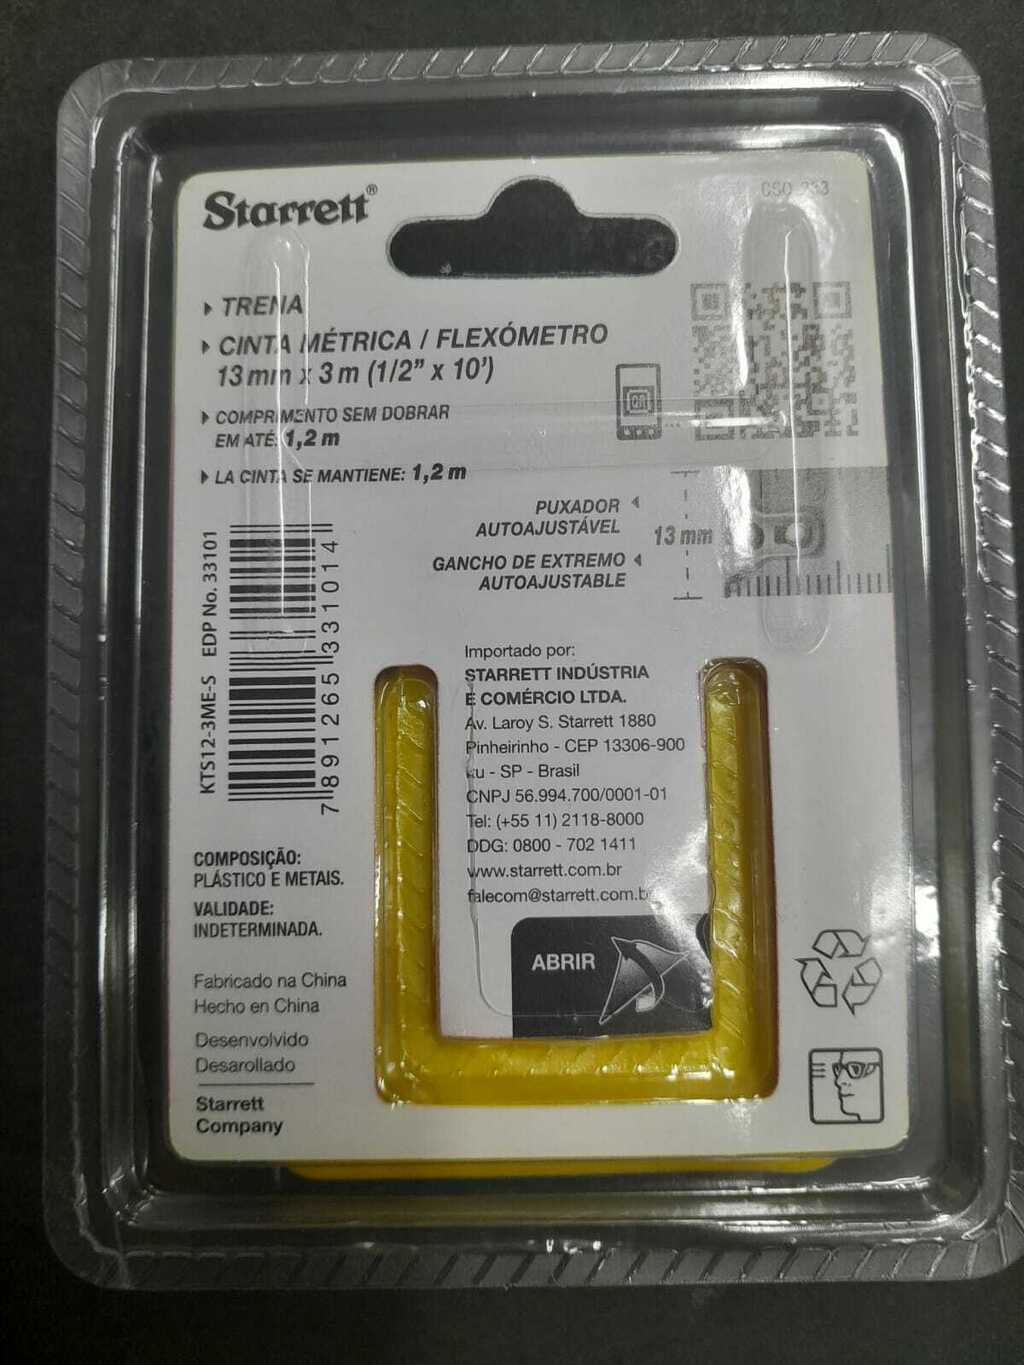 Starrett®
TRENA
CINTA MÉTRICA / FLEXÓMETRO
13 mm x 3 m (1/2" x 10')
COMPRIMENTO SEM DOBRAR
EM ATÉ: 1,2 m
LA CINTA SE MANTIENE: 1,2 m
QR
PUXADOR
AUTOAJUSTÁVEL
GANCHO DE EXTREMO
AUTOAJUSTABLE
13 mm
KTS12-3ME-S EDP No. 33101
7 891265 331014
Importado por:
STARRETT INDÚSTRIA
E COMÉRCIO LTDA.
Av. Laroy S. Starrett 1880
Pinheirinho - CEP 13306-900
- SP - Brasil
CNPJ 56.994.700/0001-01
Tel: (+55 11) 2118-8000
DDG: 0800 - 702 1411
www.starrett.com.br
falecom@starrett.com.br
ABRIR
COMPOSIÇÃO:
PLÁSTICO E METAIS.
VALIDADE:
INDETERMINADA.
Fabricado na China
Hecho en China
Desenvolvido
Desarollado
Starrett
Company